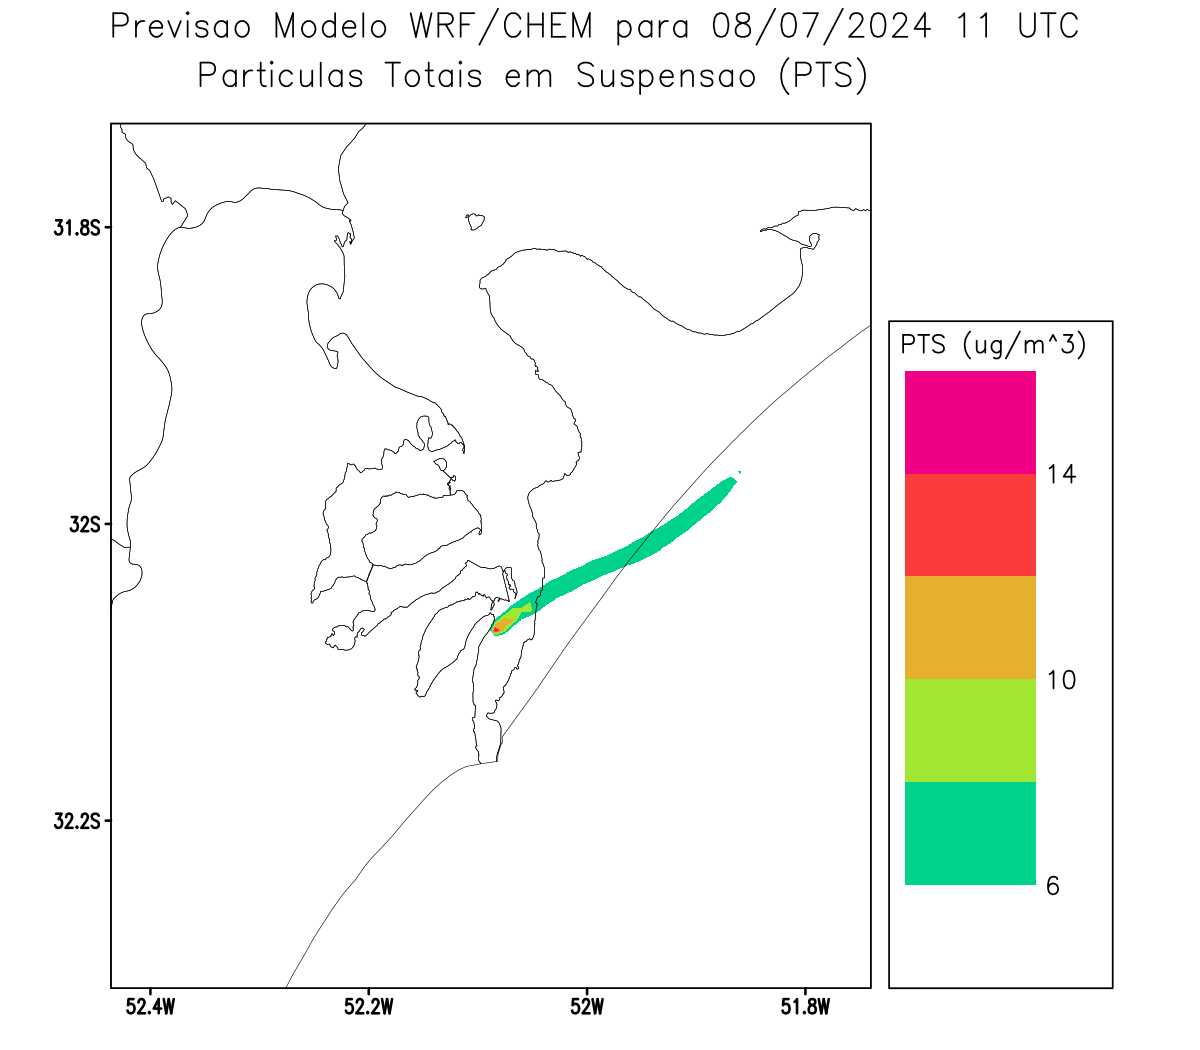 Previsao Modelo WRF/CHEM para 08/07/2024 11 UTC
Particulas Totais em Suspensao (PTS)
31.8S
32S
32.2S
52.4W
52.2W
52W
51.8W
PTS (ug/m^3)
14
10
6